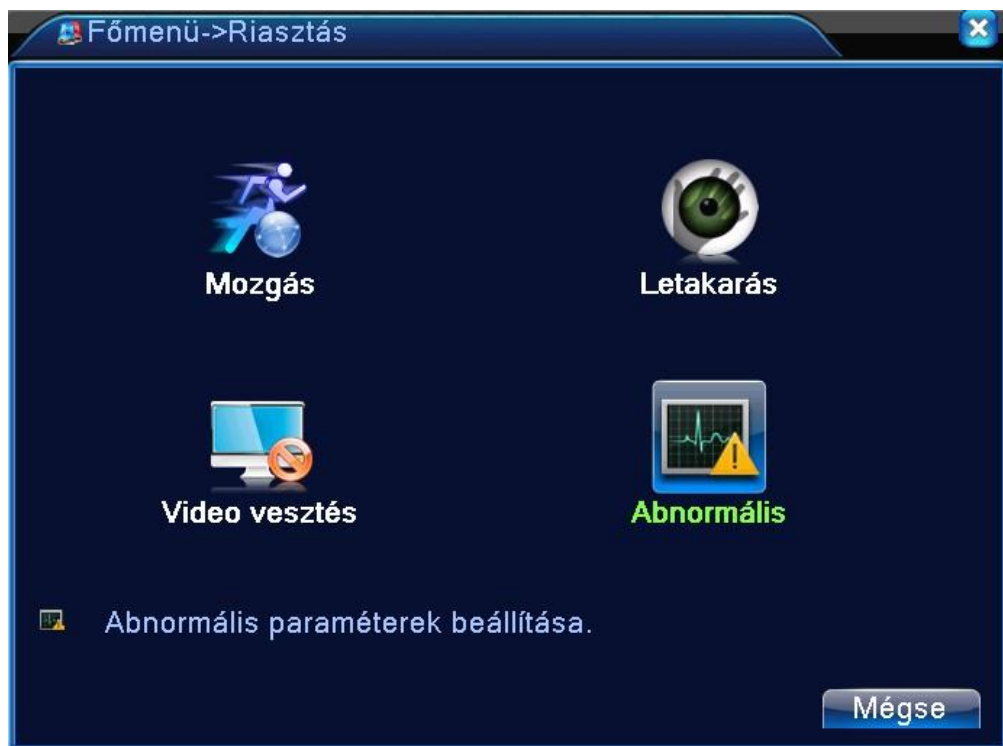 Főmenü->Riasztás
Mozgás
Letakarás
Video vesztés
Abnormális
Abnormális paraméterek beállítása.
Mégse